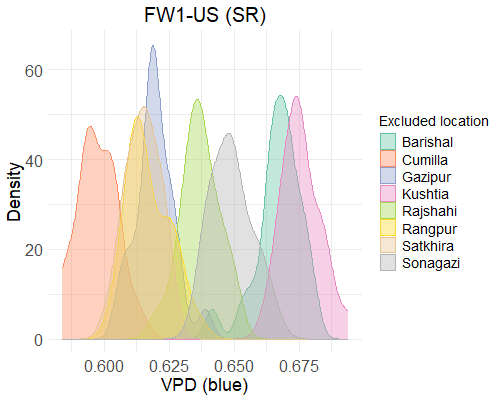 FW1-US (SR)
Density
60
40
20
0
0.600 0.625 0.650 0.675
VPD (blue)
Excluded location
Barishal
Cumilla
Gazipur
Kushtia
Rajshahi
Rangpur
Satkhira
Sonagazi